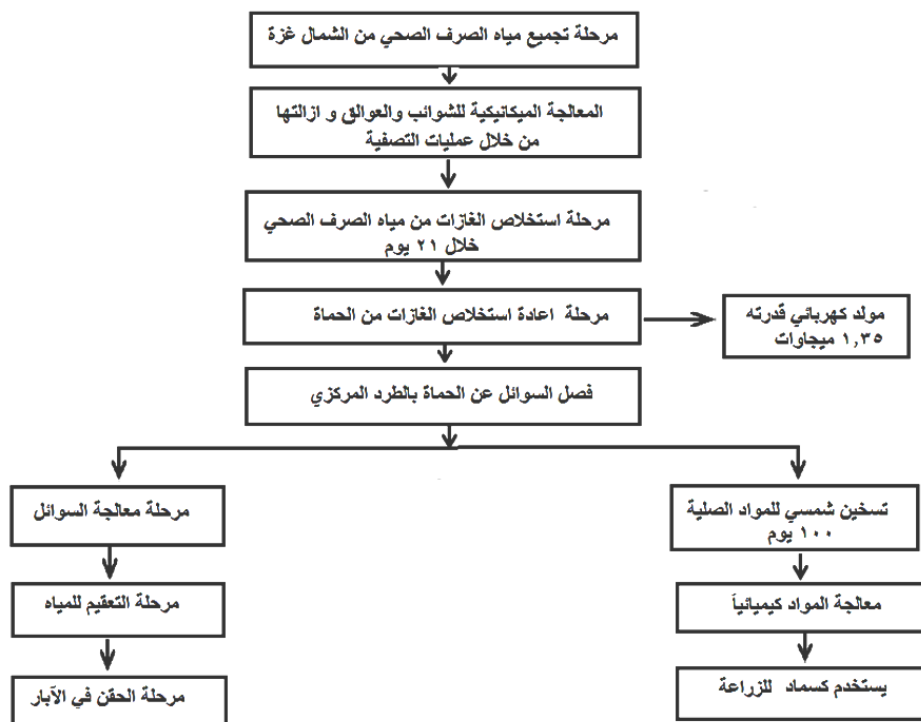 مرحلة تجميع مياه الصرف الصحي من الشمال غزة
المعالجة الميكانيكية للشوائب والعوالق و ازالتها
من خلال عمليات التصفية
مرحلة استخلاص الغازات من مياه الصرف الصحي
خلال ٢١ يوم
مرحلة اعادة استخلاص الغازات من الحماة
مولد كهربائي قدرته
١,٣٥ ميجاوات
فصل السوائل عن الحماة بالطرد المركزي
تسخين شمسي للمواد الصلبة
١٠٠ يوم
معالجة المواد كيميائياً
يستخدم كسماد للزراعة
مرحلة معالجة السوائل
مرحلة التعقيم للمياه
مرحلة الحقن في الآبار